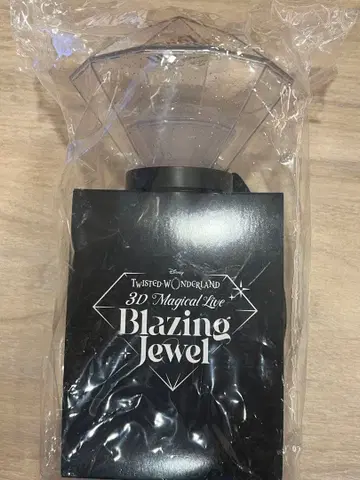 Disney
TWISTED-WONDERLAND
3D Magical Live
Blazing
Jewel